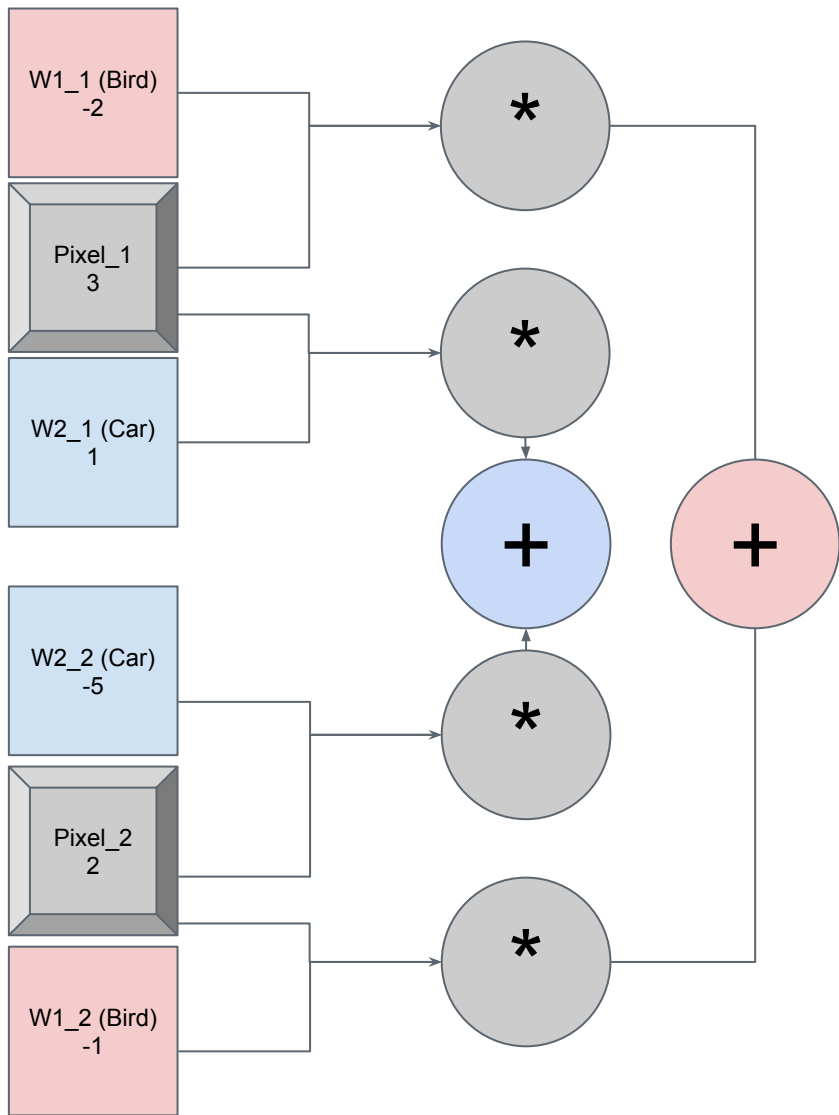 W1_1 (Bird)
-2
*
Pixel_1
3
*
W2_1 (Car)
1
+
+
W2_2 (Car)
-5
*
Pixel_2
2
*
W1_2 (Bird)
-1